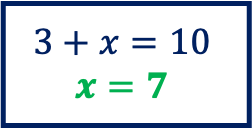 3 + x = 10
x = 7